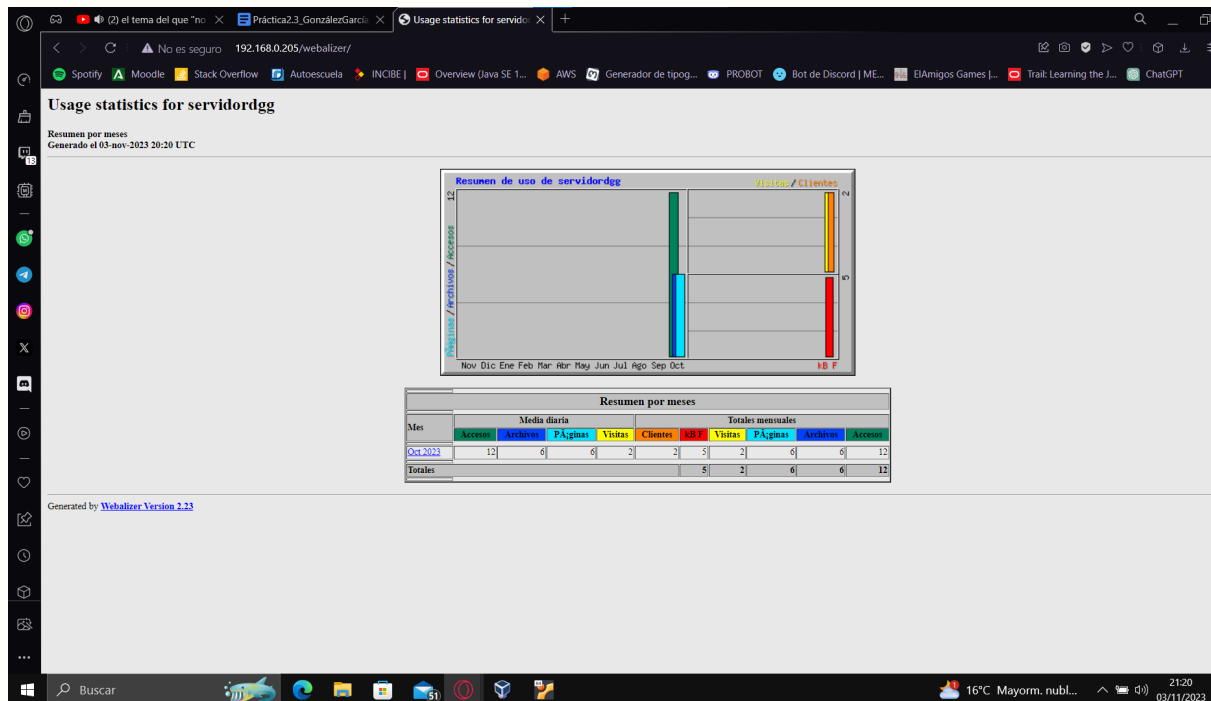 (2) el tema del que "no
Práctica2.3_GonzálezGarcía
Usage statistics for servidor
No es seguro 192.168.0.205/webalizer/
Spotify Moodle Stack Overflow Autoescuela INCIBE | Overview (Java SE 1... AWS Generador de tipog... PROBOT Bot de Discord | ME... ElAmigos Games |... Trail: Learning the J... ChatGPT
Usage statistics for servidordgg
Resumen por meses
Generado el 03-nov-2023 20:20 UTC
13
Resumen de uso de servidordgg
Visitas/Clientes
12
2
PÃ¡ginas/Archivos/Accesos
5
Nov Dic Ene Feb Mar Abr May Jun Jul Ago Sep Oct
kB F
Resumen por meses
Mes
Media diaria
Totales mensuales
Accesos Archivos PÃ¡ginas Visitas Clientes kB F Visitas PÃ¡ginas Archivos Accesos
Oct 2023 12 6 6 2 2 5 2 6 6 12
Totales 5 2 6 6 12
Generated by Webalizer Version 2.23
Buscar
51
16°C Mayorm. nubl...
21:20
03/11/2023